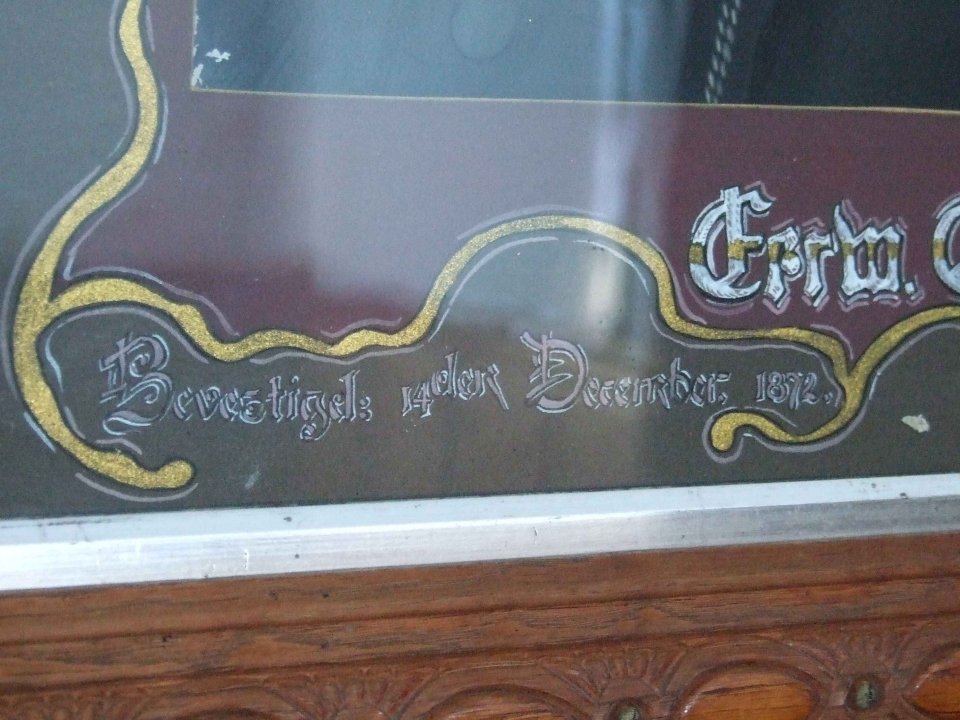 Eerw.
Bevestigd: 14den December 1872.